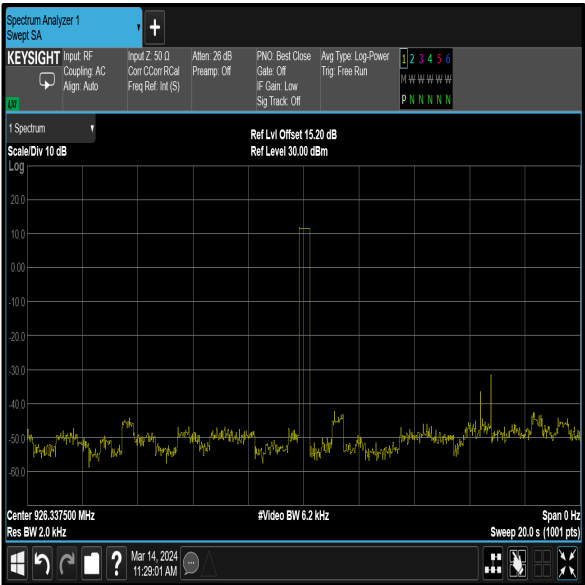 Spectrum Analyzer 1
Swept SA
+
KEYSIGHT
Input: RF
Coupling: AC
Align: Auto
Input Z: 50 Ω
Corr CCorr RCal
Freq Ref: Int (S)
Atten: 26 dB
Preamp: Off
PNO: Best Close
Gate: Off
IF Gain: Low
Sig Track: Off
Avg Type: Log-Power
Trig: Free Run
1 2 3 4 5 6
M W W W W W
P N N N N N
LXI
1 Spectrum
Scale/Div 10 dB
Ref Lvl Offset 15.20 dB
Ref Level 30.00 dBm
Log
20.0
10.0
0.00
-10.0
-20.0
-30.0
-40.0
-50.0
-60.0
Center 926.337500 MHz
#Video BW 6.2 kHz
Span 0 Hz
Res BW 2.0 kHz
Sweep 20.0 s (1001 pts)
?
Mar 14, 2024
11:29:01 AM